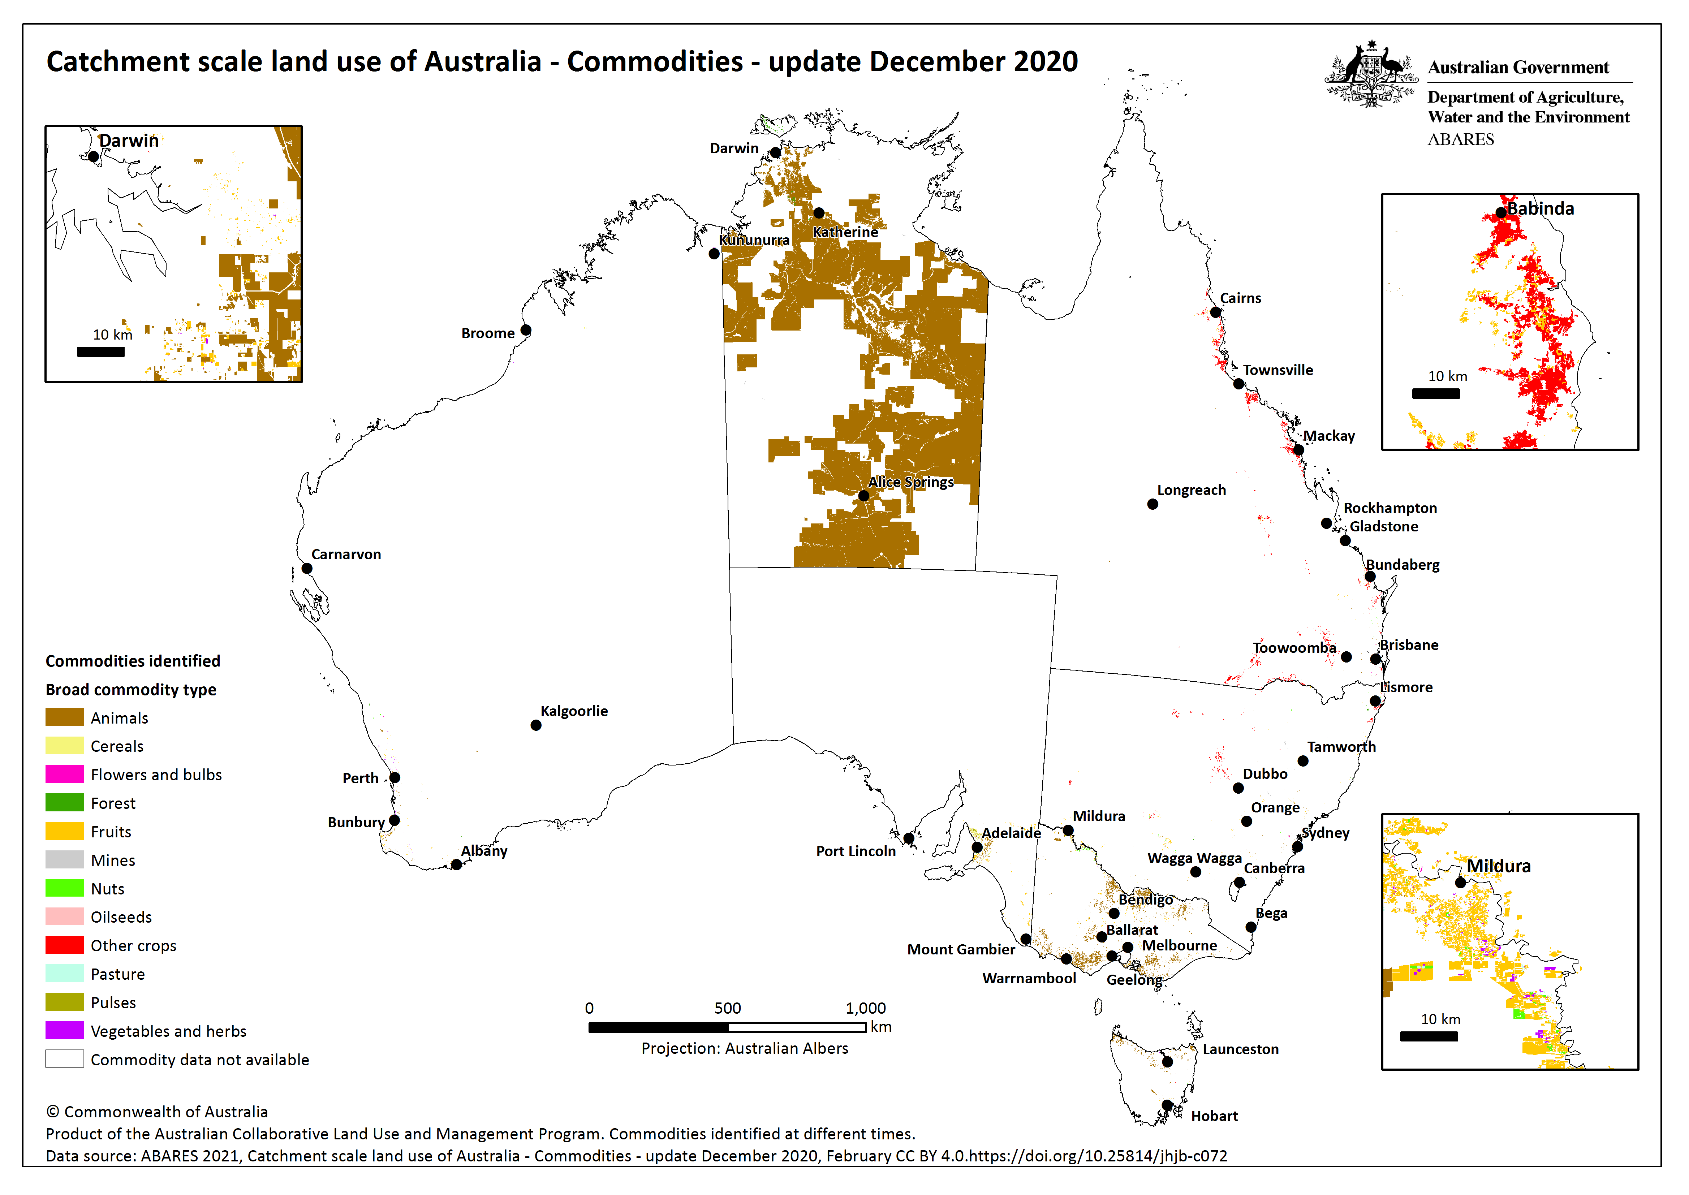 Catchment scale land use of Australia - Commodities - update December 2020
Australian Government
Department of Agriculture,
Water and the Environment
ABARES
Darwin
10 km
Darwin
Katherine
Kununurra
Broome
Alice Springs
Carnarvon
Kalgoorlie
Perth
Bunbury
Albany
Cairns
Townsville
Mackay
Longreach
Rockhampton
Gladstone
Bundaberg
Toowoomba
Brisbane
Lismore
Tamworth
Dubbo
Orange
Sydney
Mildura
Adelaide
Port Lincoln
Wagga Wagga
Canberra
Bendigo
Bega
Ballarat
Melbourne
Mount Gambier
Warrnambool
Geelong
Launceston
Hobart
Babinda
10 km
Mildura
10 km
Commodities identified
Broad commodity type
Animals
Cereals
Flowers and bulbs
Forest
Fruits
Mines
Nuts
Oilseeds
Other crops
Pasture
Pulses
Vegetables and herbs
Commodity data not available
0 500 1,000
km
Projection: Australian Albers
© Commonwealth of Australia
Product of the Australian Collaborative Land Use and Management Program. Commodities identified at different times.
Data source: ABARES 2021, Catchment scale land use of Australia - Commodities - update December 2020, February CC BY 4.0.https://doi.org/10.25814/jhjb-c072